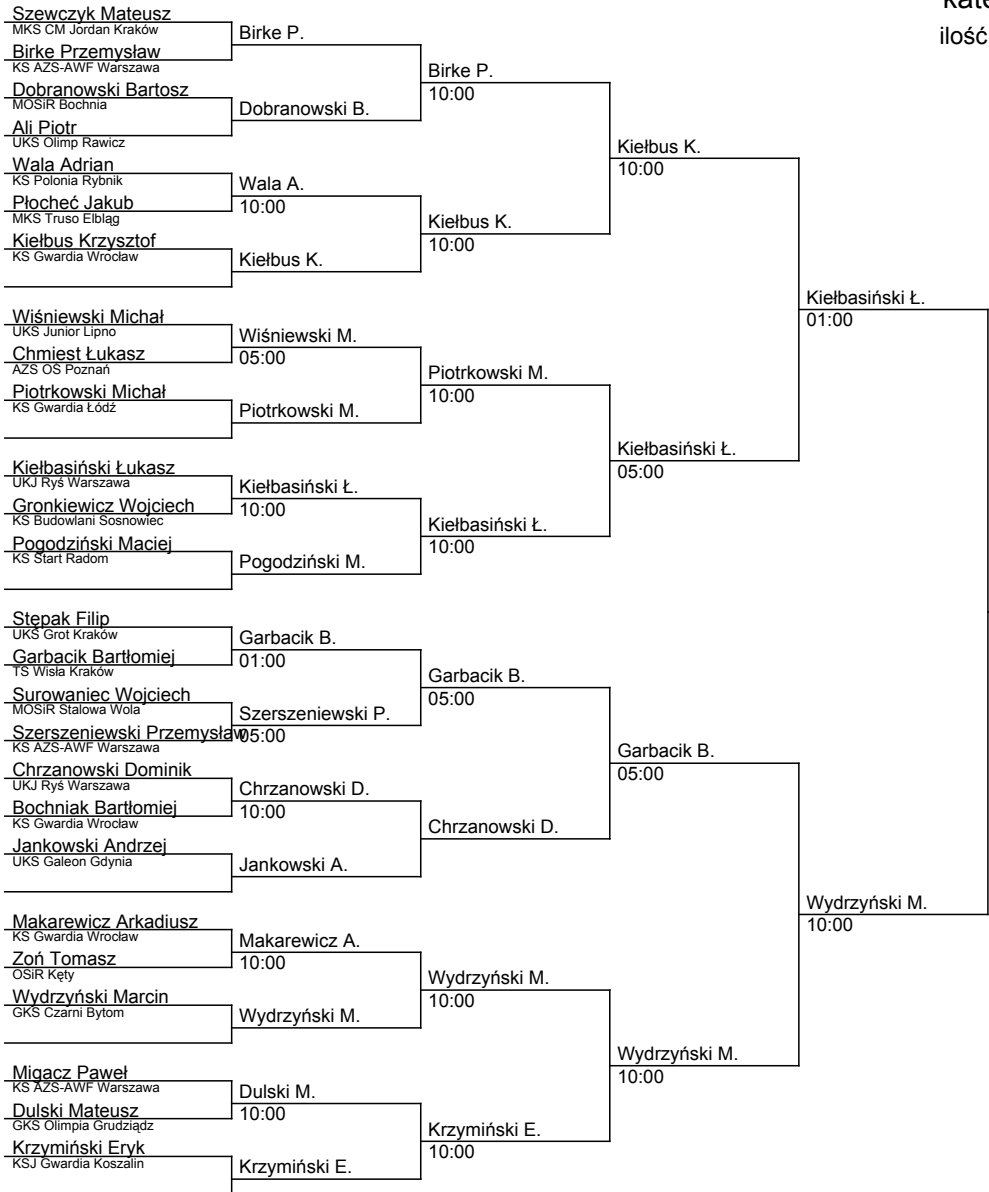 Szewczyk Mateusz
MKS CM Jordan Kraków
Birke Przemysław
KS AZS-AWF Warszawa
Dobranowski Bartosz
MOSiR Bochnia
Ali Piotr
UKS Olimp Rawicz
Wala Adrian
KS Polonia Rybnik
Płocheć Jakub
MKS Truso Elbląg
Kiełbus Krzysztof
KS Gwardia Wrocław
Wiśniewski Michał
UKS Junior Lipno
Chmiest Łukasz
AZS OŚ Poznań
Piotrkowski Michał
KS Gwardia Łódź
Kiełbasiński Łukasz
UKJ Ryś Warszawa
Gronkiewicz Wojciech
KS Budowlani Sosnowiec
Pogodziński Maciej
KS Start Radom
Stępak Filip
UKS Grot Kraków
Garbacik Bartłomiej
TS Wisła Kraków
Surowaniec Wojciech
MOSiR Stalowa Wola
Szerszeniewski Przemysław
KS AZS-AWF Warszawa
Chrzanowski Dominik
UKJ Ryś Warszawa
Bochniak Bartłomiej
KS Gwardia Wrocław
Jankowski Andrzej
UKS Galeon Gdynia
Makarewicz Arkadiusz
KS Gwardia Wrocław
Zoń Tomasz
OSiR Kęty
Wydrzyński Marcin
GKS Czarni Bytom
Migacz Paweł
KS AZS-AWF Warszawa
Dulski Mateusz
GKS Olimpia Grudziądz
Krzymiński Eryk
KSJ Gwardia Koszalin
Birke P.
Dobranowski B.
Wala A.
10:00
Kiełbus K.
Wiśniewski M.
05:00
Piotrkowski M.
Kiełbasiński Ł.
10:00
Pogodziński M.
Garbacik B.
01:00
Szerszeniewski P.
05:00
Chrzanowski D.
10:00
Jankowski A.
Makarewicz A.
10:00
Wydrzyński M.
Dulski M.
10:00
Krzymiński E.
Birke P.
10:00
Kiełbus K.
10:00
Piotrkowski M.
10:00
Kiełbasiński Ł.
10:00
Garbacik B.
05:00
Chrzanowski D.
Wydrzyński M.
10:00
Krzymiński E.
10:00
Kiełbus K.
10:00
Kiełbasiński Ł.
05:00
Garbacik B.
05:00
Wydrzyński M.
10:00
Kiełbasiński Ł.
01:00
Wydrzyński M.
10:00
ilość